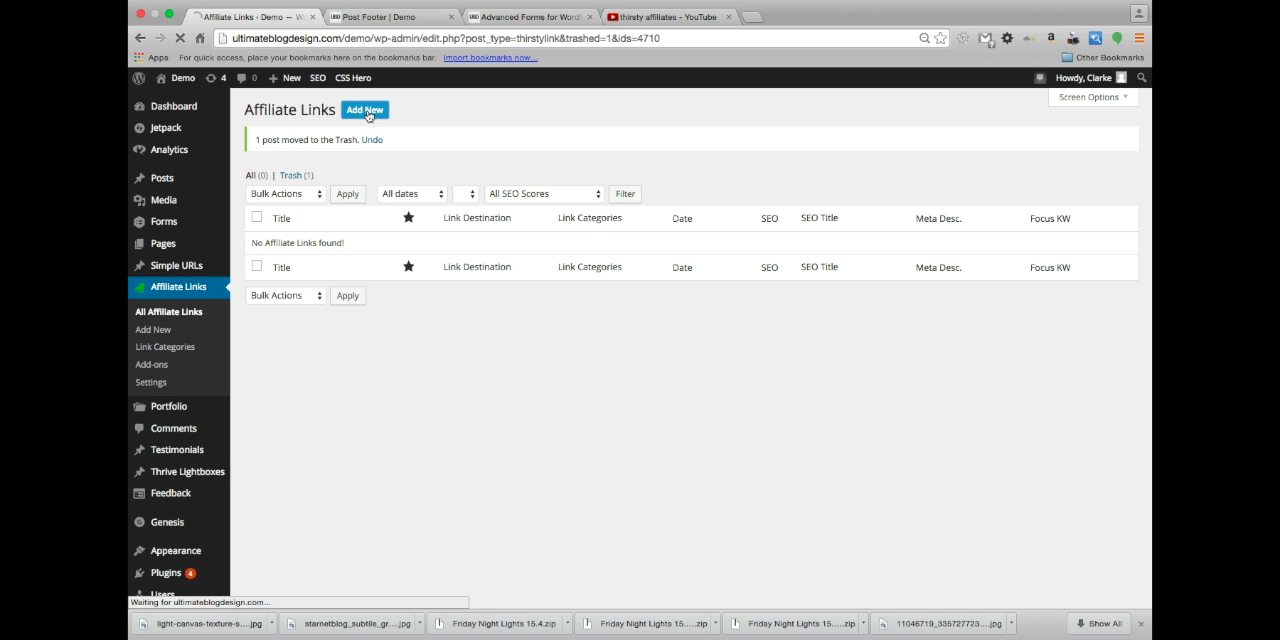 Affiliate Links ‹ Demo — W
Post Footer | Demo
Advanced Forms for Word
thirsty affiliates - YouTube
ultimateblogdesign.com/demo/wp-admin/edit.php?post_type=thirstylink&trashed=1&ids=4710
Apps For quick access, place your bookmarks here on the bookmarks bar. Import bookmarks now... Other Bookmarks
Demo 4 0 New SEO CSS Hero Howdy, Clarke
Screen Options
Dashboard
Jetpack
Analytics
Posts
Media
Forms
Pages
Simple URLs
Affiliate Links
All Affiliate Links
Add New
Link Categories
Add-ons
Settings
Portfolio
Comments
Testimonials
Thrive Lightboxes
Feedback
Genesis
Appearance
Plugins 4
Users
Affiliate Links Add New
1 post moved to the Trash. Undo
All (0) | Trash (1)
Bulk Actions Apply All dates All SEO Scores Filter
Title Link Destination Link Categories Date SEO SEO Title Meta Desc. Focus KW
No Affiliate Links found!
Title Link Destination Link Categories Date SEO SEO Title Meta Desc. Focus KW
Bulk Actions Apply
Waiting for ultimateblogdesign.com...
light-canvas-texture-s....jpg
starnetblog_subtile_gr....jpg
Friday Night Lights 15.4.zip
Friday Night Lights 15.....zip
Friday Night Lights 15.....zip
11046719_335727723....jpg
Show All